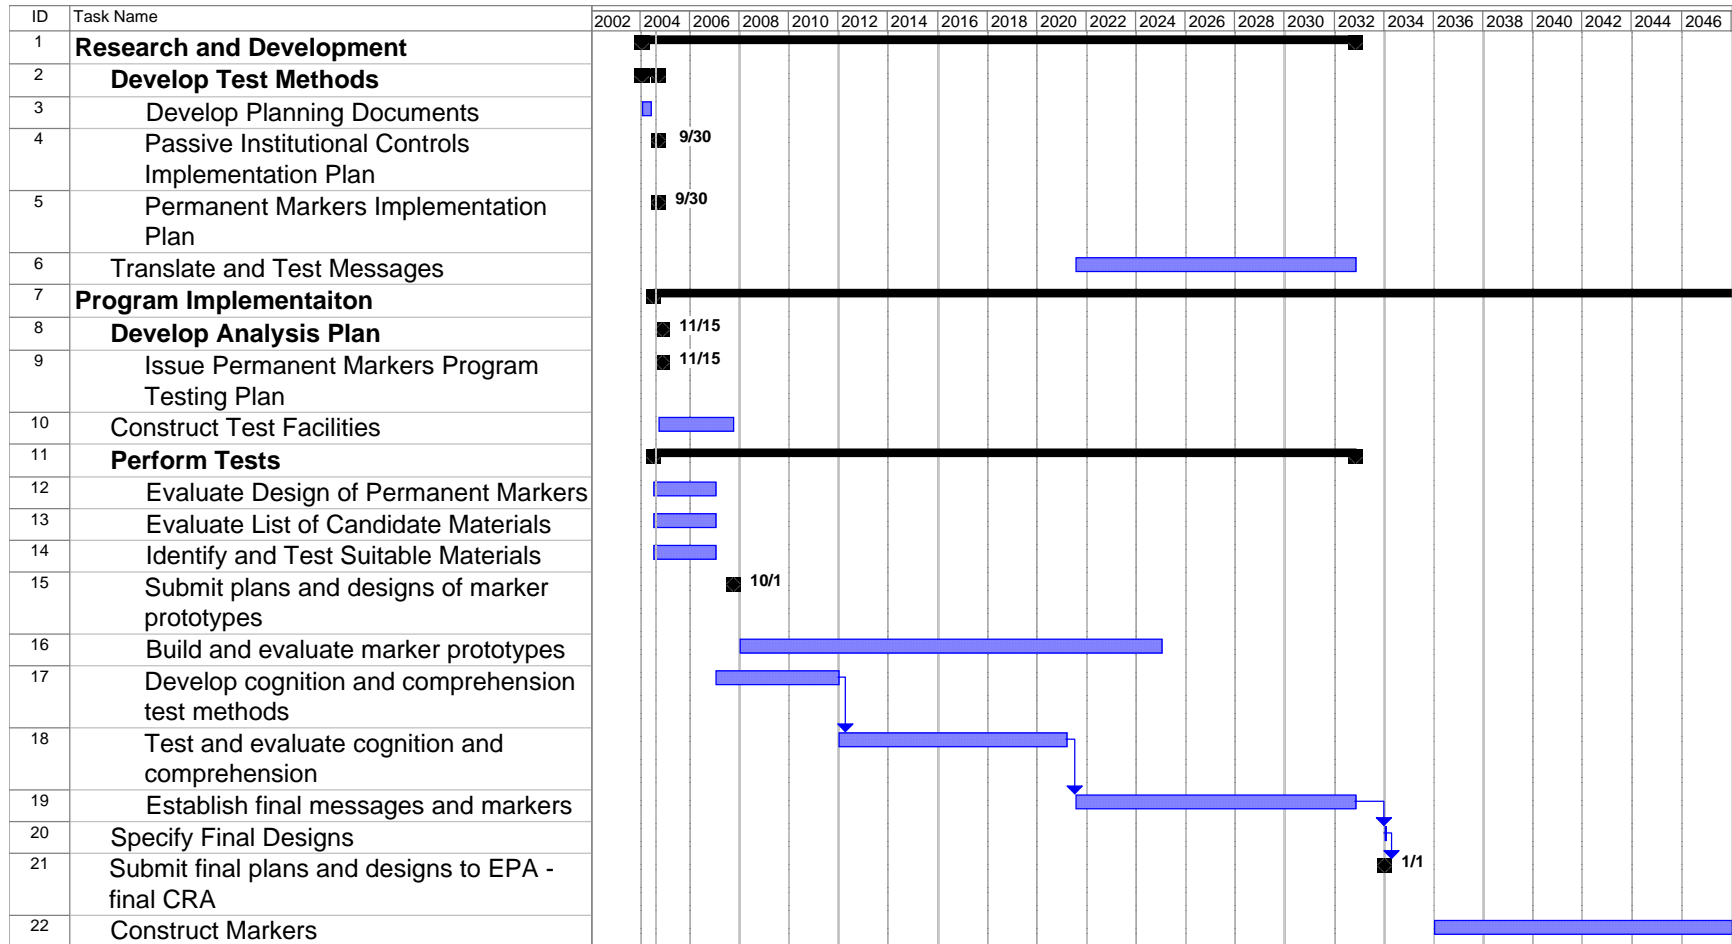 ID Task Name 2002 2004 2006 2008 2010 2012 2014 2016 2018 2020 2022 2024 2026 2028 2030 2032 2034 2036 2038 2040 2042 2044 2046
1 Research and Development
2 Develop Test Methods
3 Develop Planning Documents
4 Passive Institutional Controls 9/30
Implementation Plan
5 Permanent Markers Implementation 9/30
Plan
6 Translate and Test Messages
7 Program Implementaiton
8 Develop Analysis Plan 11/15
9 Issue Permanent Markers Program 11/15
Testing Plan
10 Construct Test Facilities
11 Perform Tests
12 Evaluate Design of Permanent Markers
13 Evaluate List of Candidate Materials
14 Identify and Test Suitable Materials
15 Submit plans and designs of marker 10/1
prototypes
16 Build and evaluate marker prototypes
17 Develop cognition and comprehension
test methods
18 Test and evaluate cognition and
comprehension
19 Establish final messages and markers
20 Specify Final Designs
21 Submit final plans and designs to EPA - 1/1
final CRA
22 Construct Markers